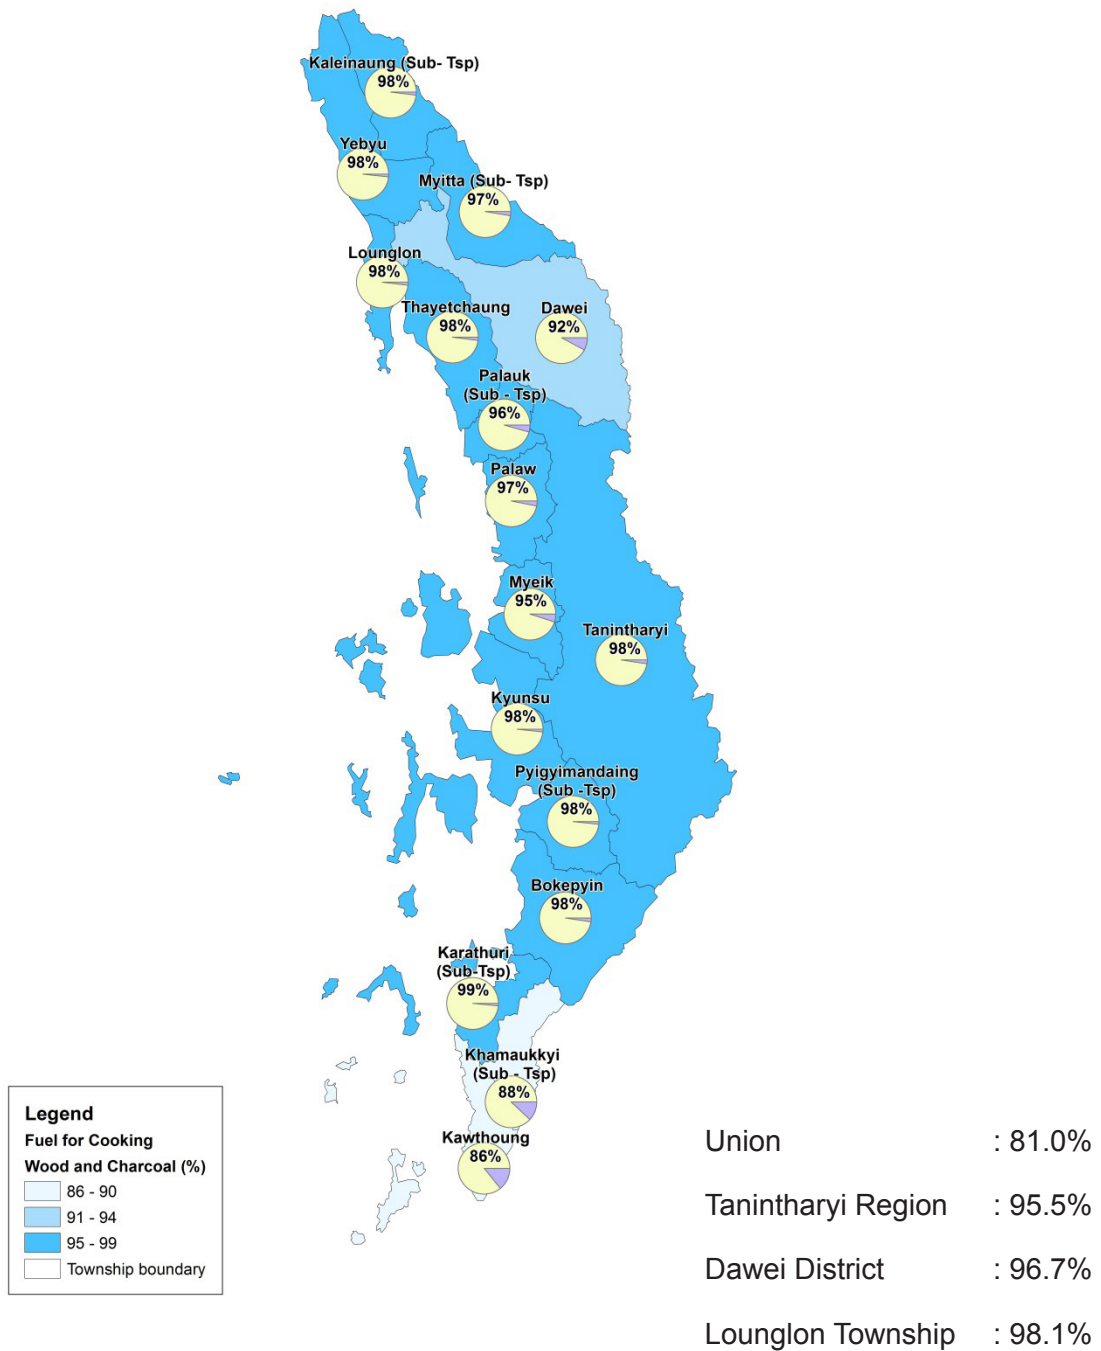 Kaleinaung (Sub- Tsp)
98%
Yebyu
98%
Myitta (Sub- Tsp)
97%
Lounglon
98%
Thayetchaung
98%
Dawei
92%
Palauk
(Sub - Tsp)
96%
Palaw
97%
Myeik
95%
Tanintharyi
98%
Kyunsu
98%
Pyigyimandaing
(Sub -Tsp)
98%
Bokepyin
98%
Karathuri
(Sub-Tsp)
99%
Khamaukkyi
(Sub - Tsp)
88%
Kawthoung
86%
Legend
Fuel for Cooking
Wood and Charcoal (%)
86 - 90
91 - 94
95 - 99
Township boundary
Union : 81.0%
Tanintharyi Region : 95.5%
Dawei District : 96.7%
Lounglon Township : 98.1%